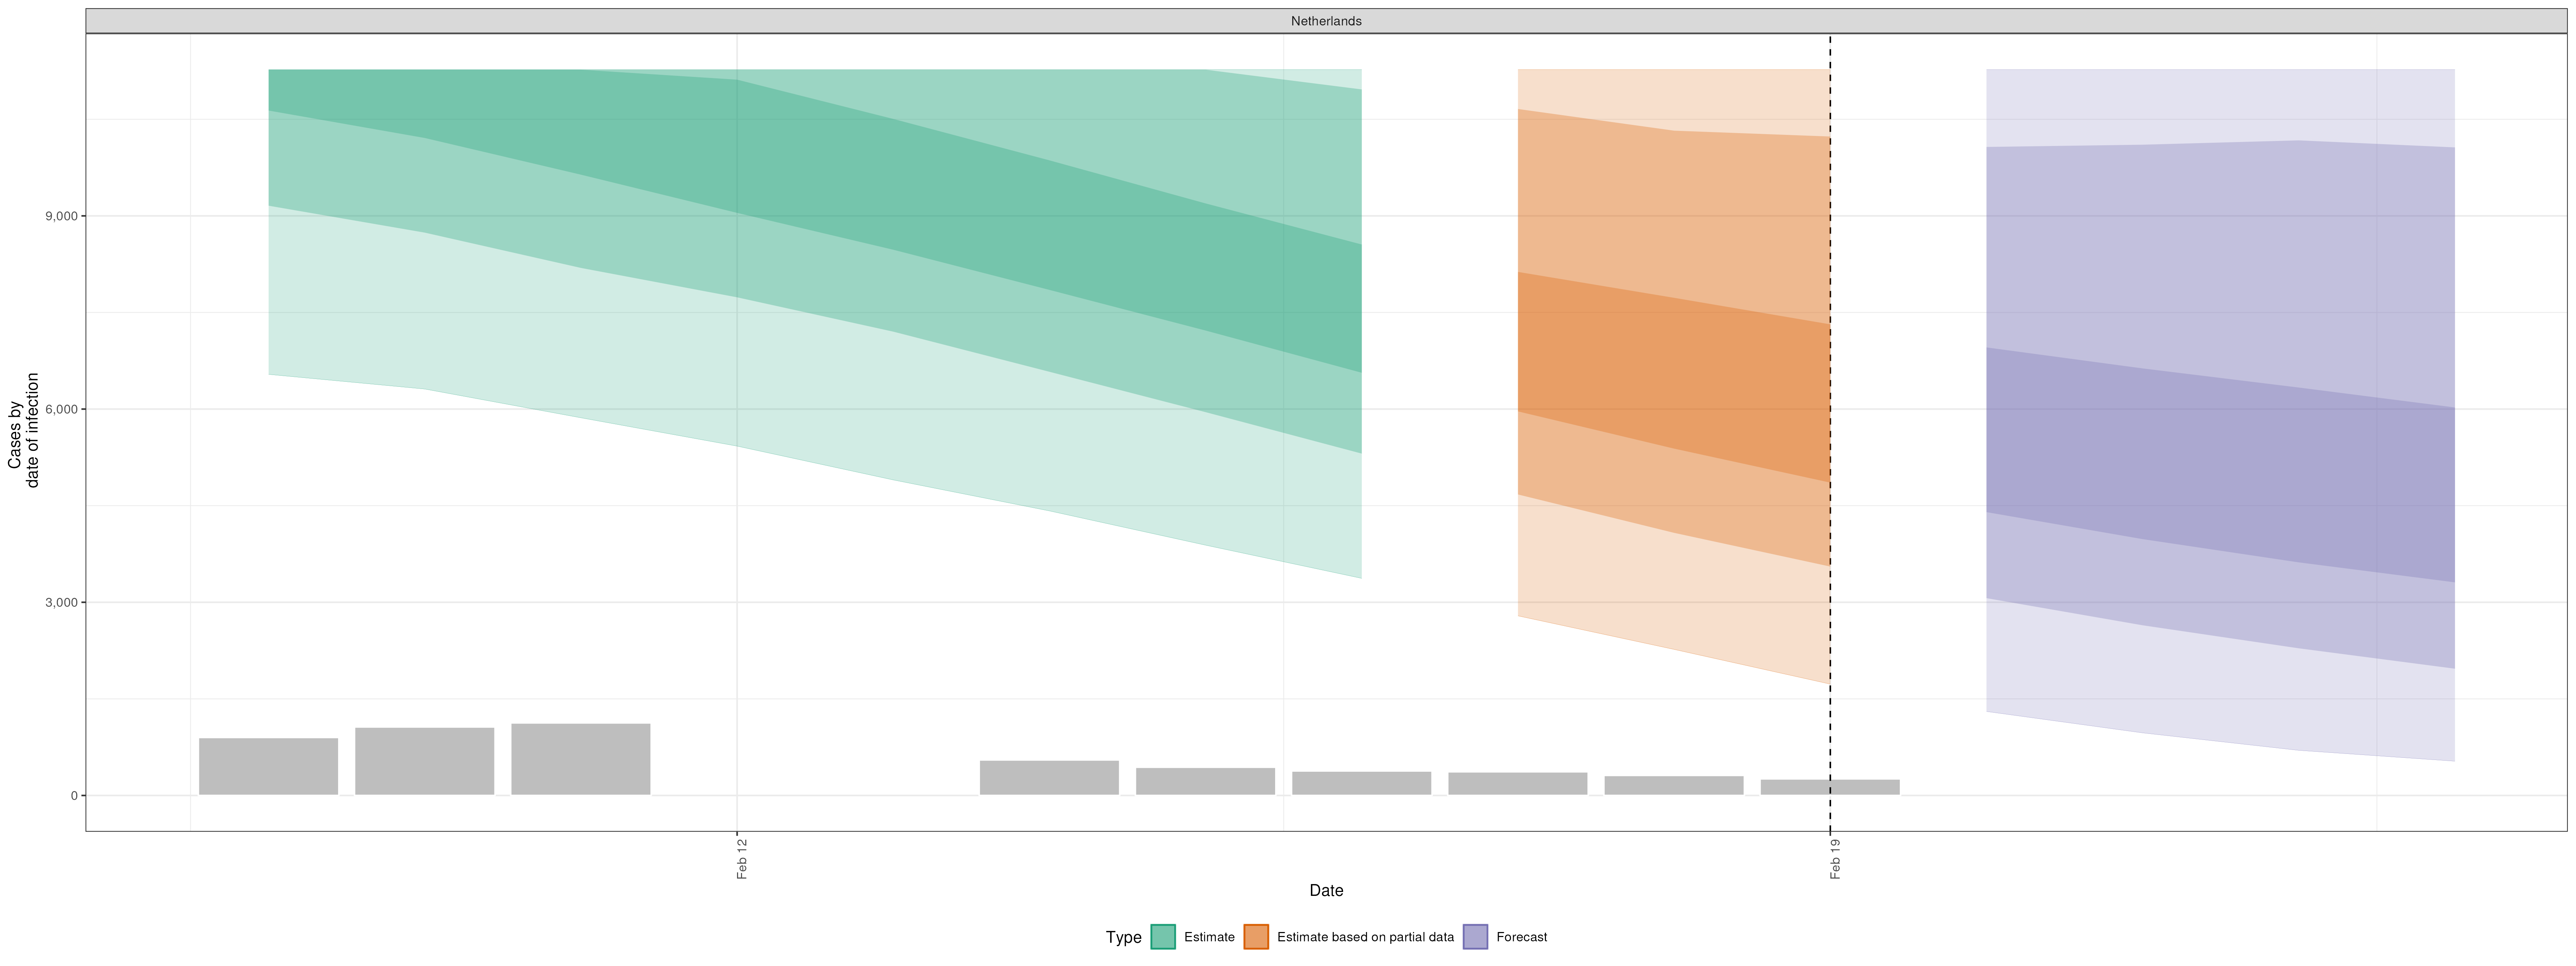 Netherlands
9,000
6,000
3,000
0
Cases by
date of infection
Feb 12
Feb 19
Date
Type
Estimate
Estimate based on partial data
Forecast